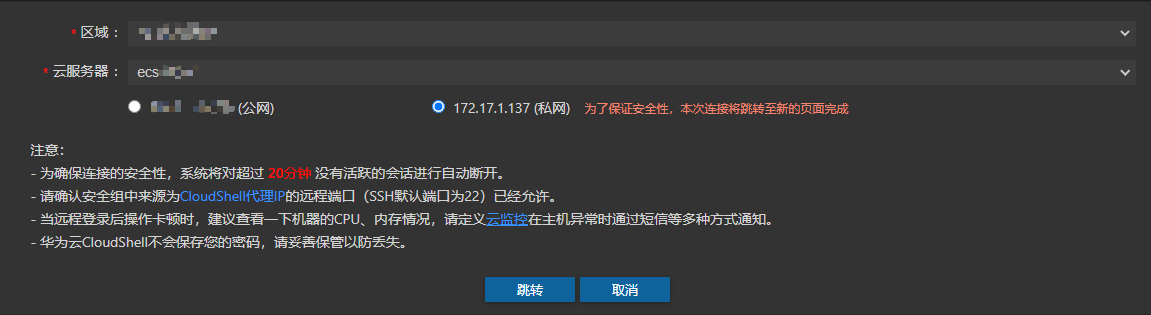 * 区域：
* 云服务器： ecs
(公网) 172.17.1.137 (私网) 为了保证安全性，本次连接将跳转至新的页面完成
注意：
- 为确保连接的安全性，系统将对超过 20分钟 没有活跃的会话进行自动断开。
- 请确认安全组中来源为CloudShell代理IP的远程端口（SSH默认端口为22）已经允许。
- 当远程登录后操作卡顿时，建议查看一下机器的CPU、内存情况，请定义云监控在主机异常时通过短信等多种方式通知。
- 华为云CloudShell不会保存您的密码，请妥善保管以防丢失。
跳转 取消